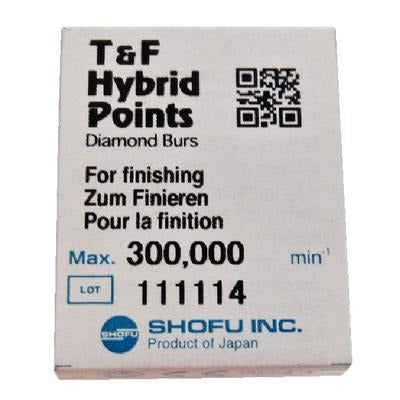 T & F
Hybrid
Points
Diamond Burs
For finishing
Zum Finieren
Pour la finition
Max. 300,000 min⁻¹
LOT 111114
SHOFU SHOFU INC.
Product of Japan